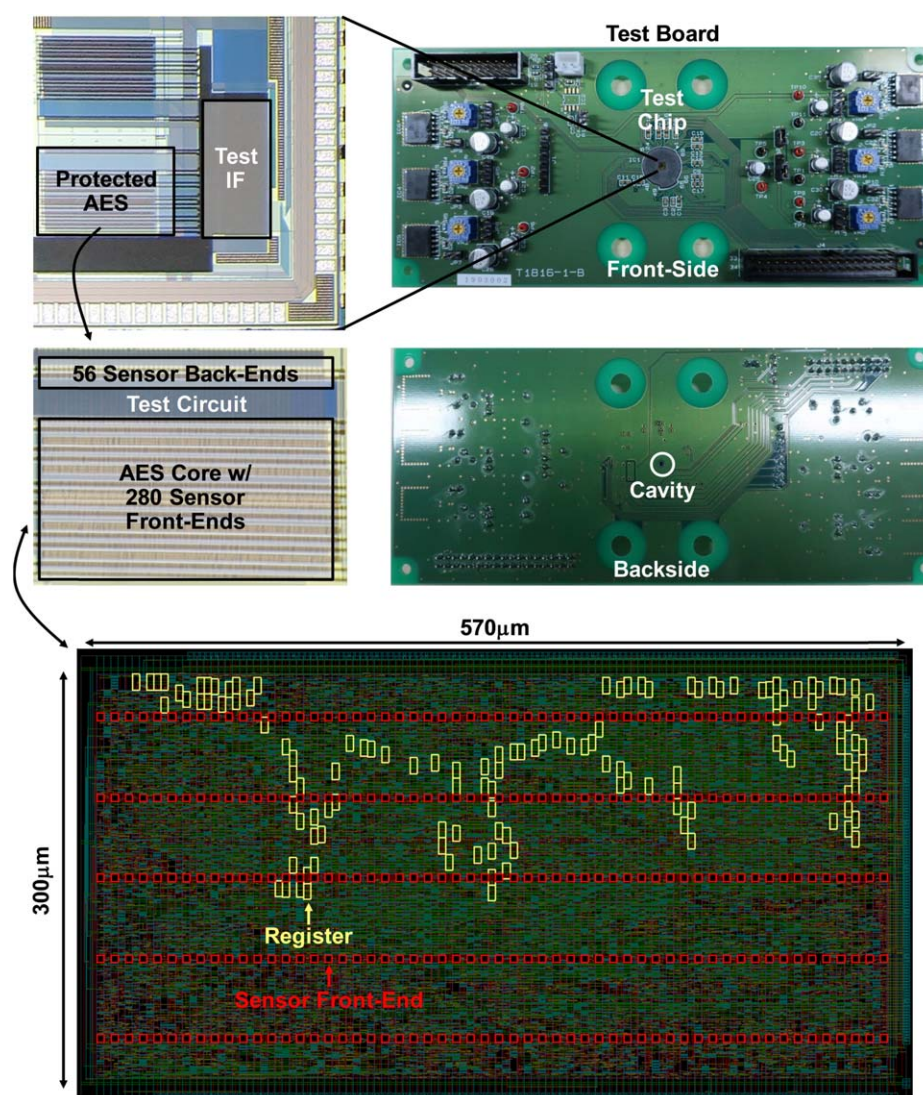 Test Board
Protected
AES
Test
IF
Test
Chip
Front-Side
T1816-1-B
56 Sensor Back-Ends
Test Circuit
AES Core w/
280 Sensor
Front-Ends
Cavity
Backside
570μm
300μm
Register
Sensor Front-End